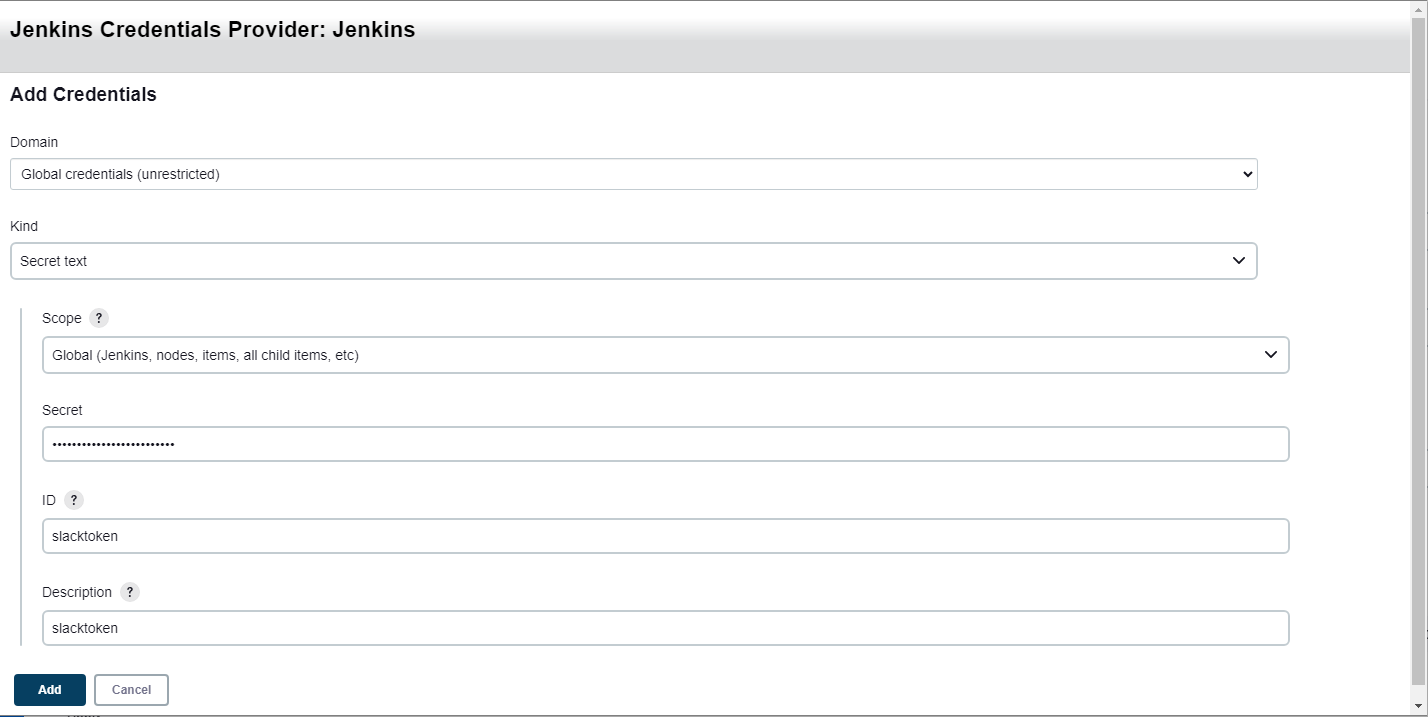 Jenkins Credentials Provider: Jenkins
Add Credentials
Domain
Global credentials (unrestricted)
Kind
Secret text
Scope ?
Global (Jenkins, nodes, items, all child items, etc)
Secret
•••••••••••••••••••••••••
ID ?
slacktoken
Description ?
slacktoken
Add Cancel